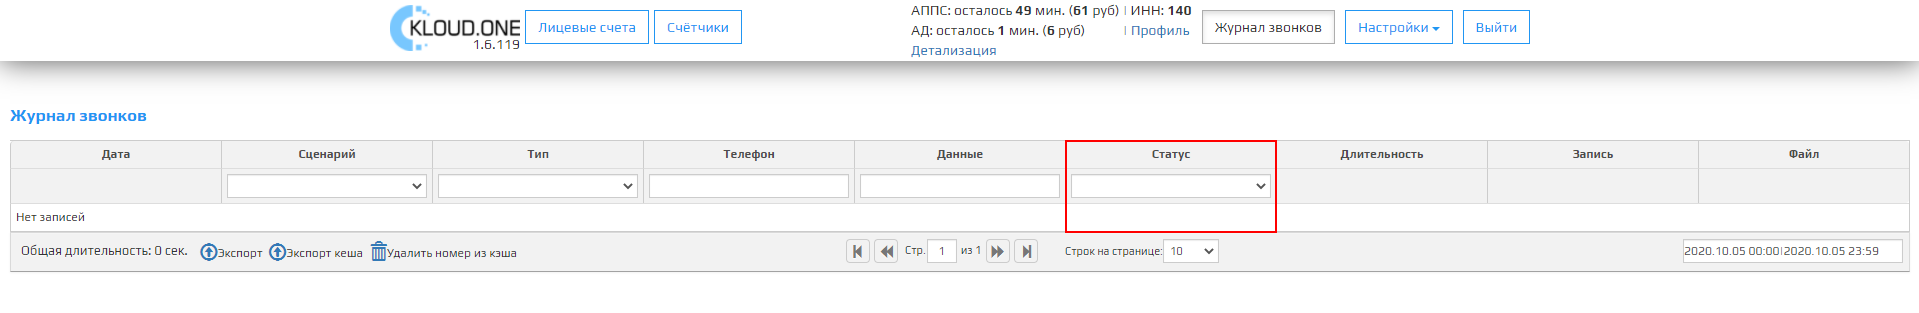 KLOUD.ONE
1.6.119
Лицевые счета Счётчики
АППС: осталось 49 мин. (61 руб) | ИНН: 140
АД: осталось 1 мин. (6 руб) | Профиль
Детализация
Журнал звонков Настройки Выйти
Журнал звонков
Дата Сценарий Тип Телефон Данные Статус Длительность Запись Файл
Нет записей
Общая длительность: 0 сек. Экспорт Экспорт кеша Удалить номер из кэша Стр. 1 из 1 Строк на странице: 10 2020.10.05 00:00|2020.10.05 23:59